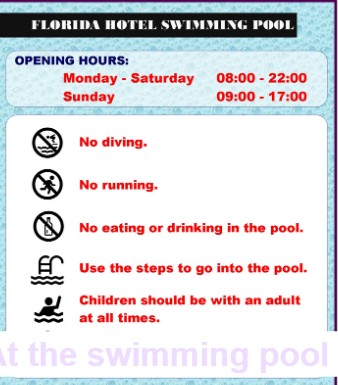 FLORIDA HOTEL SWIMMING POOL
OPENING HOURS:
Monday - Saturday 08:00 - 22:00
Sunday 09:00 - 17:00
No diving.
No running.
No eating or drinking in the pool.
Use the steps to go into the pool.
Children should be with an adult
at all times.
At the swimming pool